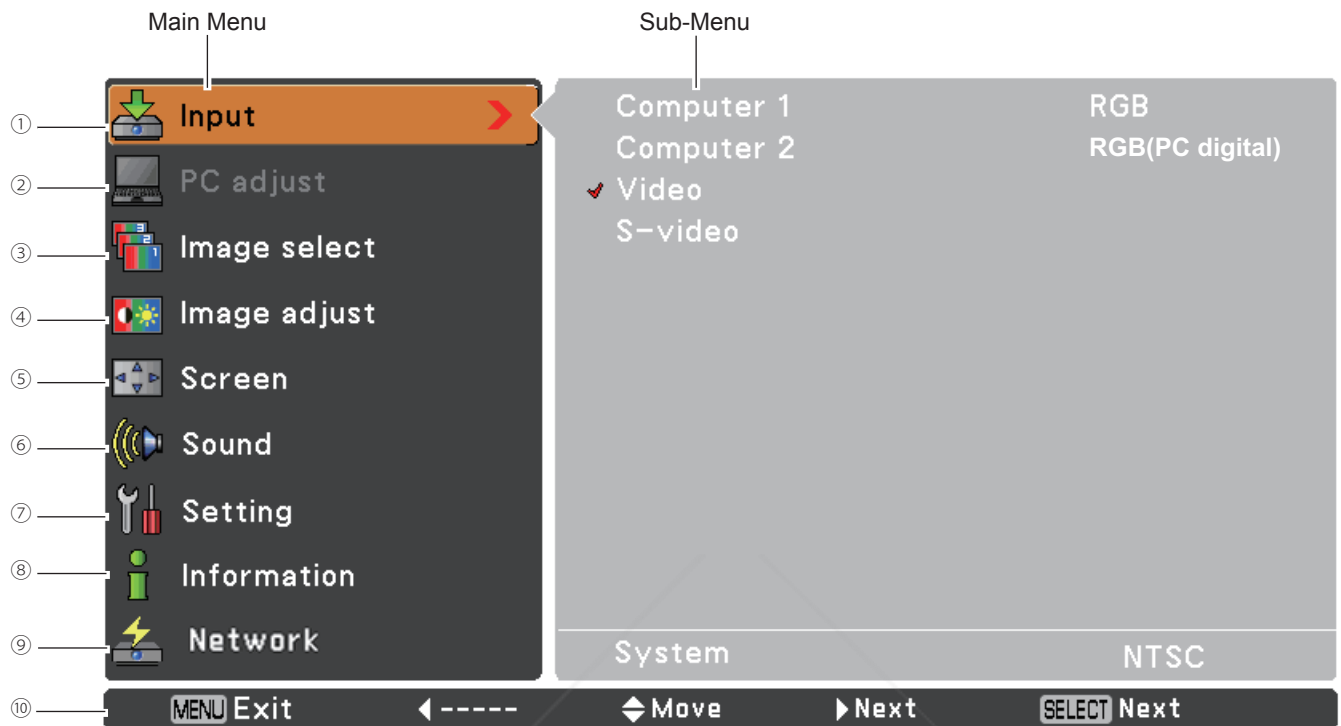 Main Menu
Sub-Menu
① Input
② PC adjust
③ Image select
④ Image adjust
⑤ Screen
⑥ Sound
⑦ Setting
⑧ Information
⑨ Network
Computer 1 RGB
Computer 2 RGB(PC digital)
Video
S-video
System NTSC
⑩ MENU Exit ----- Move Next SELECT Next